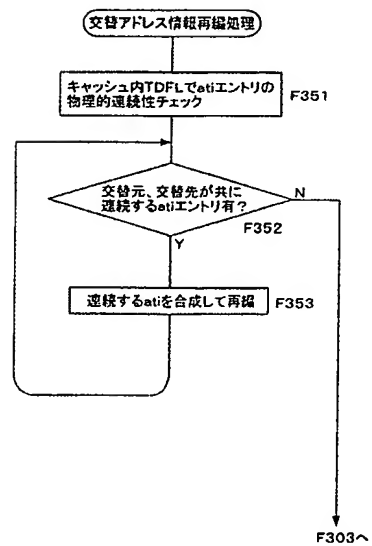 交替アドレス情報再編処理
キャッシュ内TDFLでatiエントリの
物理的連続性チェック
F351
交替元、交替先が共に
連続するatiエントリ有?
N
F352
Y
連続するatiを合成して再編
F353
F303へ